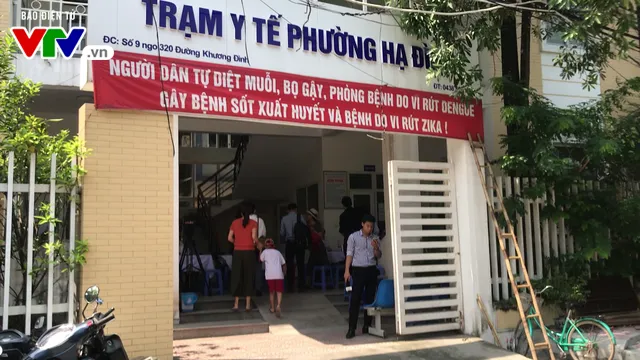 BÁO ĐIỆN TỬ
VTV.vn
TRẠM Y TẾ PHƯỜNG HẠ
ĐC: Số 9 ngõ 320 Đường Khương Đình
ĐT: 0438
NGƯỜI DÂN TỰ DIỆT MUỖI, BỌ GẬY, PHÒNG BỆNH DO VI RÚT DENGUE
GÂY BỆNH SỐT XUẤT HUYẾT VÀ BỆNH DO VI RÚT ZIKA !